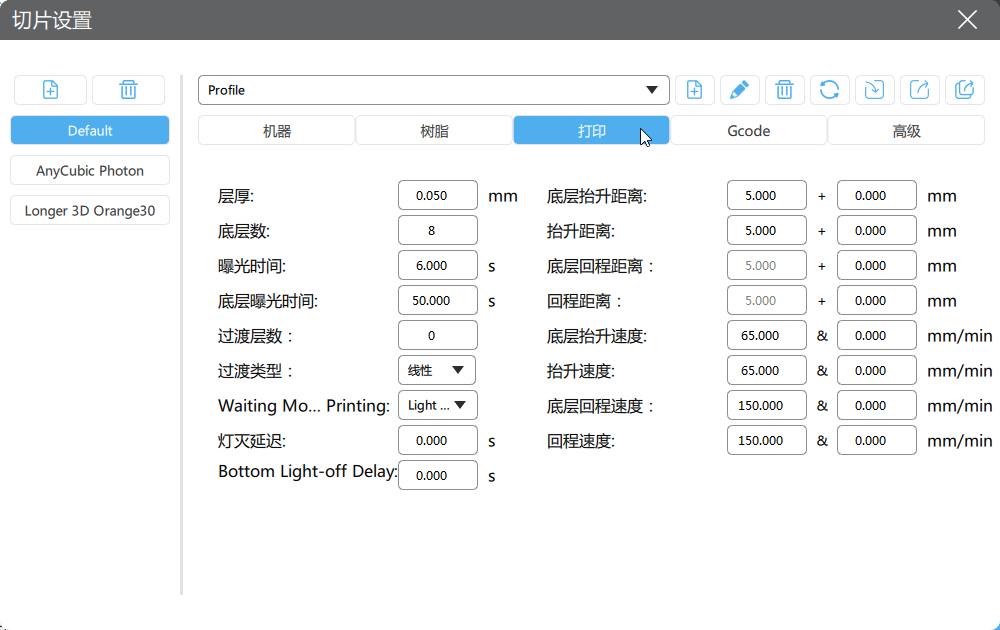 切片设置
Default
AnyCubic Photon
Longer 3D Orange30
Profile
机器 树脂 打印 Gcode 高级
层厚: 0.050 mm 底层抬升距离: 5.000 + 0.000 mm
底层数: 8 抬升距离: 5.000 + 0.000 mm
曝光时间: 6.000 s 底层回程距离： 5.000 + 0.000 mm
底层曝光时间: 50.000 s 回程距离： 5.000 + 0.000 mm
过渡层数： 0 底层抬升速度: 65.000 & 0.000 mm/min
过渡类型： 线性 抬升速度: 65.000 & 0.000 mm/min
Waiting Mo... Printing: Light ... 底层回程速度： 150.000 & 0.000 mm/min
灯灭延迟: 0.000 s 回程速度: 150.000 & 0.000 mm/min
Bottom Light-off Delay: 0.000 s